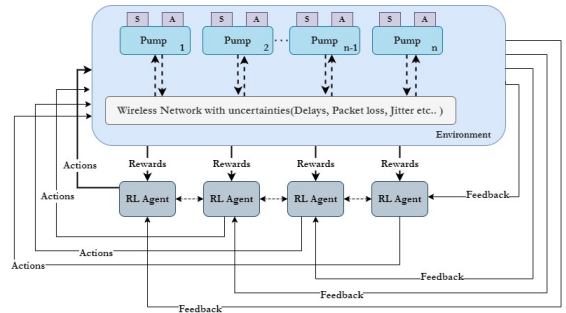 S A S A S A S A
Pump 1 Pump 2 ... Pump n-1 Pump n
Wireless Network with uncertainties(Delays, Packet loss, Jitter etc.. )
Environment
Rewards Rewards Rewards Rewards
Actions
RL Agent RL Agent RL Agent RL Agent
Feedback
Actions
Actions
Actions
Feedback
Feedback
Feedback